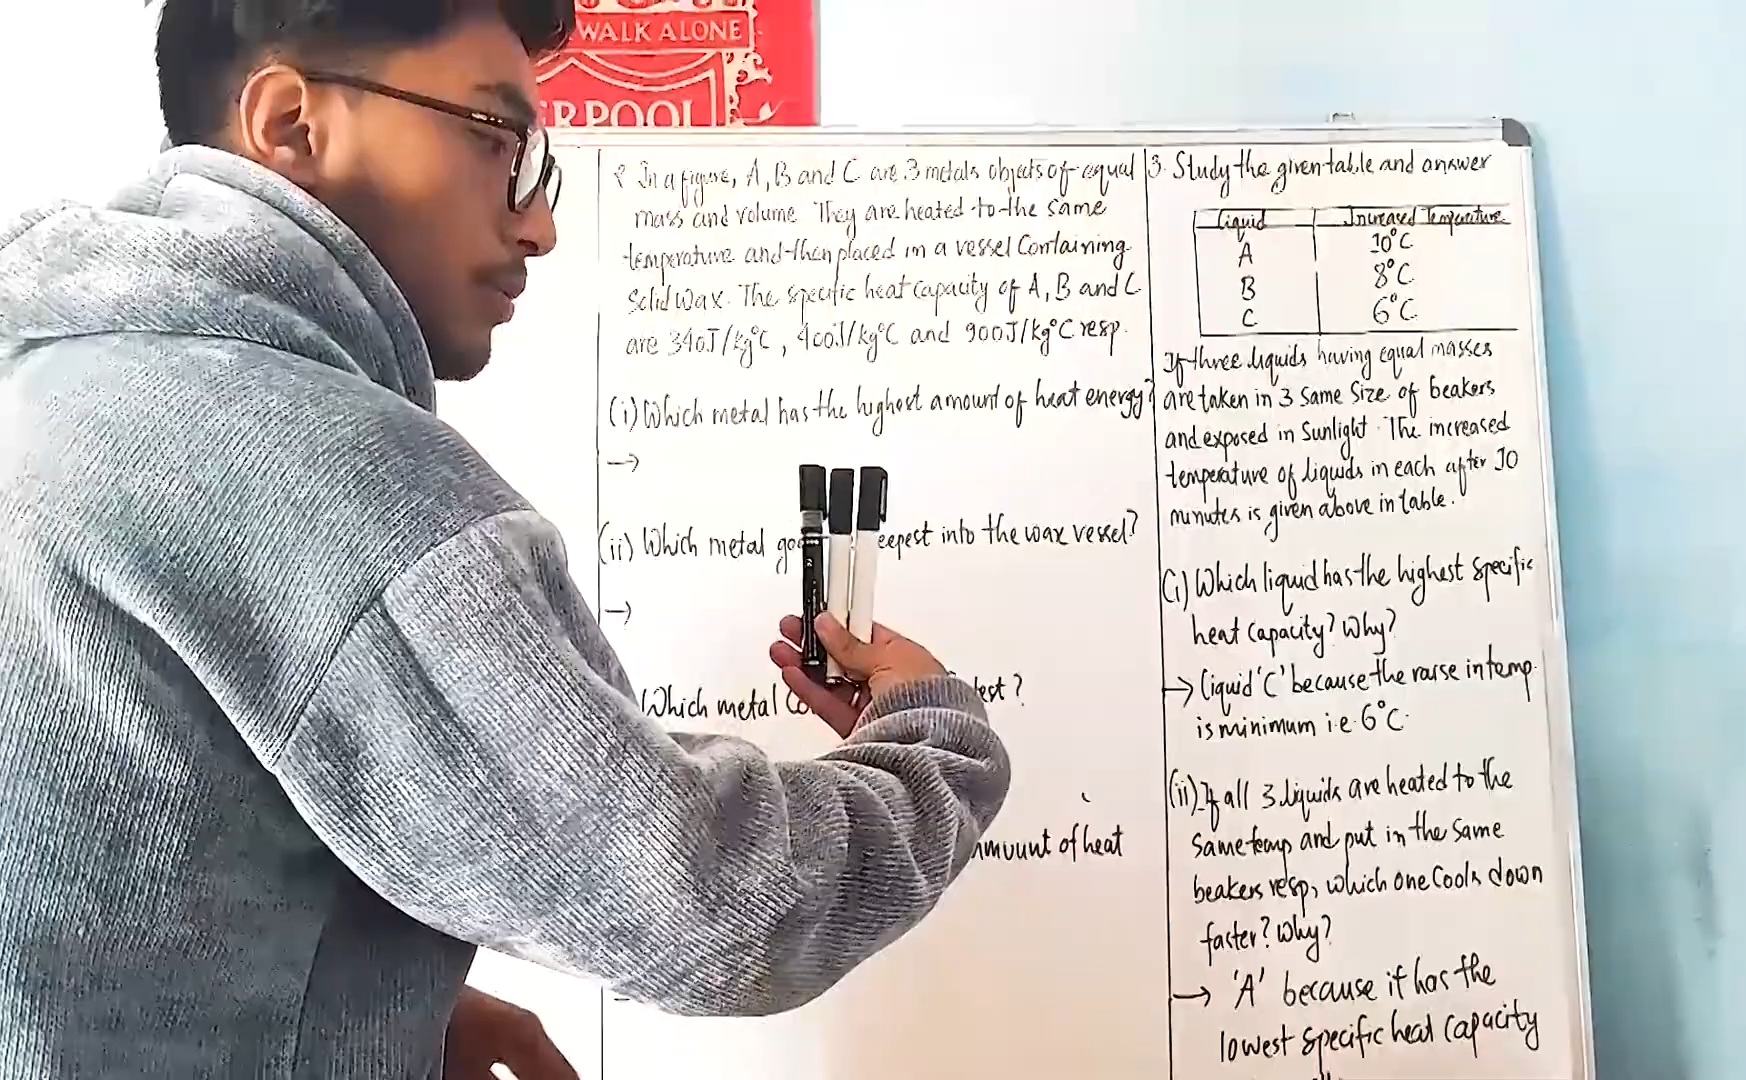 WALK ALONE
ERPOOL
2 In a figure, A, B and C are 3 metals objects of equal
mass and volume They are heated to the same
temperature and then placed in a vessel Containing
Solid Wax. The specific heat capacity of A, B and C
are 340J/kg°C, 400J/kg°C and 900J/kg°C resp.
(i) Which metal has the highest amount of heat energy?
→
(ii) Which metal go eepest into the wax vessel?
→
Which metal Co lest?
amount of heat
3. Study the given table and answer
Liquid Increased Temperature
A 10°C
B 8°C
C 6°C
If three liquids having equal masses
are taken in 3 Same Size of beakers
and exposed in Sunlight. The increased
temperature of liquids in each after 10
minutes is given above in table.
(i) Which liquid has the highest Specific
heat Capacity? Why?
→ Liquid 'C' because the raise in temp
is minimum i.e. 6°C.
(ii) If all 3 liquids are heated to the
Same temp and put in the Same
beakers resp, which one Cools down
faster? Why?
→ 'A' because it has the
lowest Specific heat Capacity